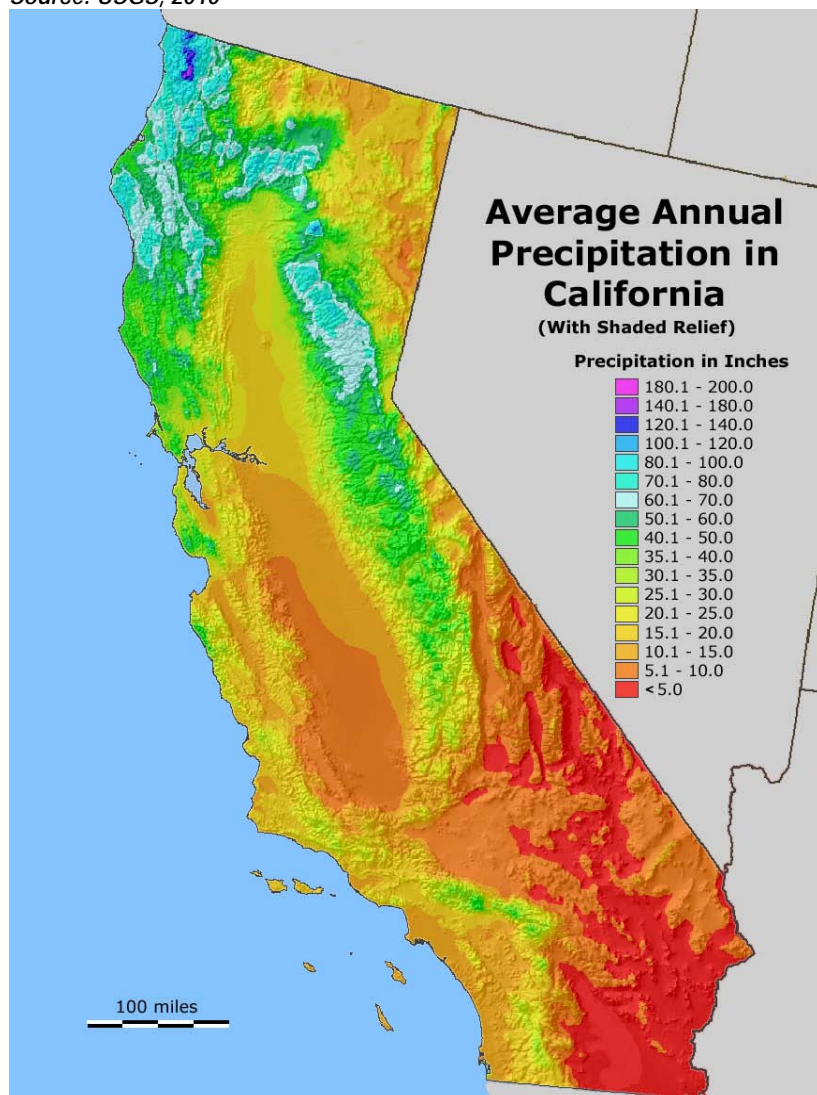 Source: USGS, 2010
Average Annual
Precipitation in
California
(With Shaded Relief)
Precipitation in Inches
180.1 - 200.0
140.1 - 180.0
120.1 - 140.0
100.1 - 120.0
80.1 - 100.0
70.1 - 80.0
60.1 - 70.0
50.1 - 60.0
40.1 - 50.0
35.1 - 40.0
30.1 - 35.0
25.1 - 30.0
20.1 - 25.0
15.1 - 20.0
10.1 - 15.0
5.1 - 10.0
<5.0
100 miles